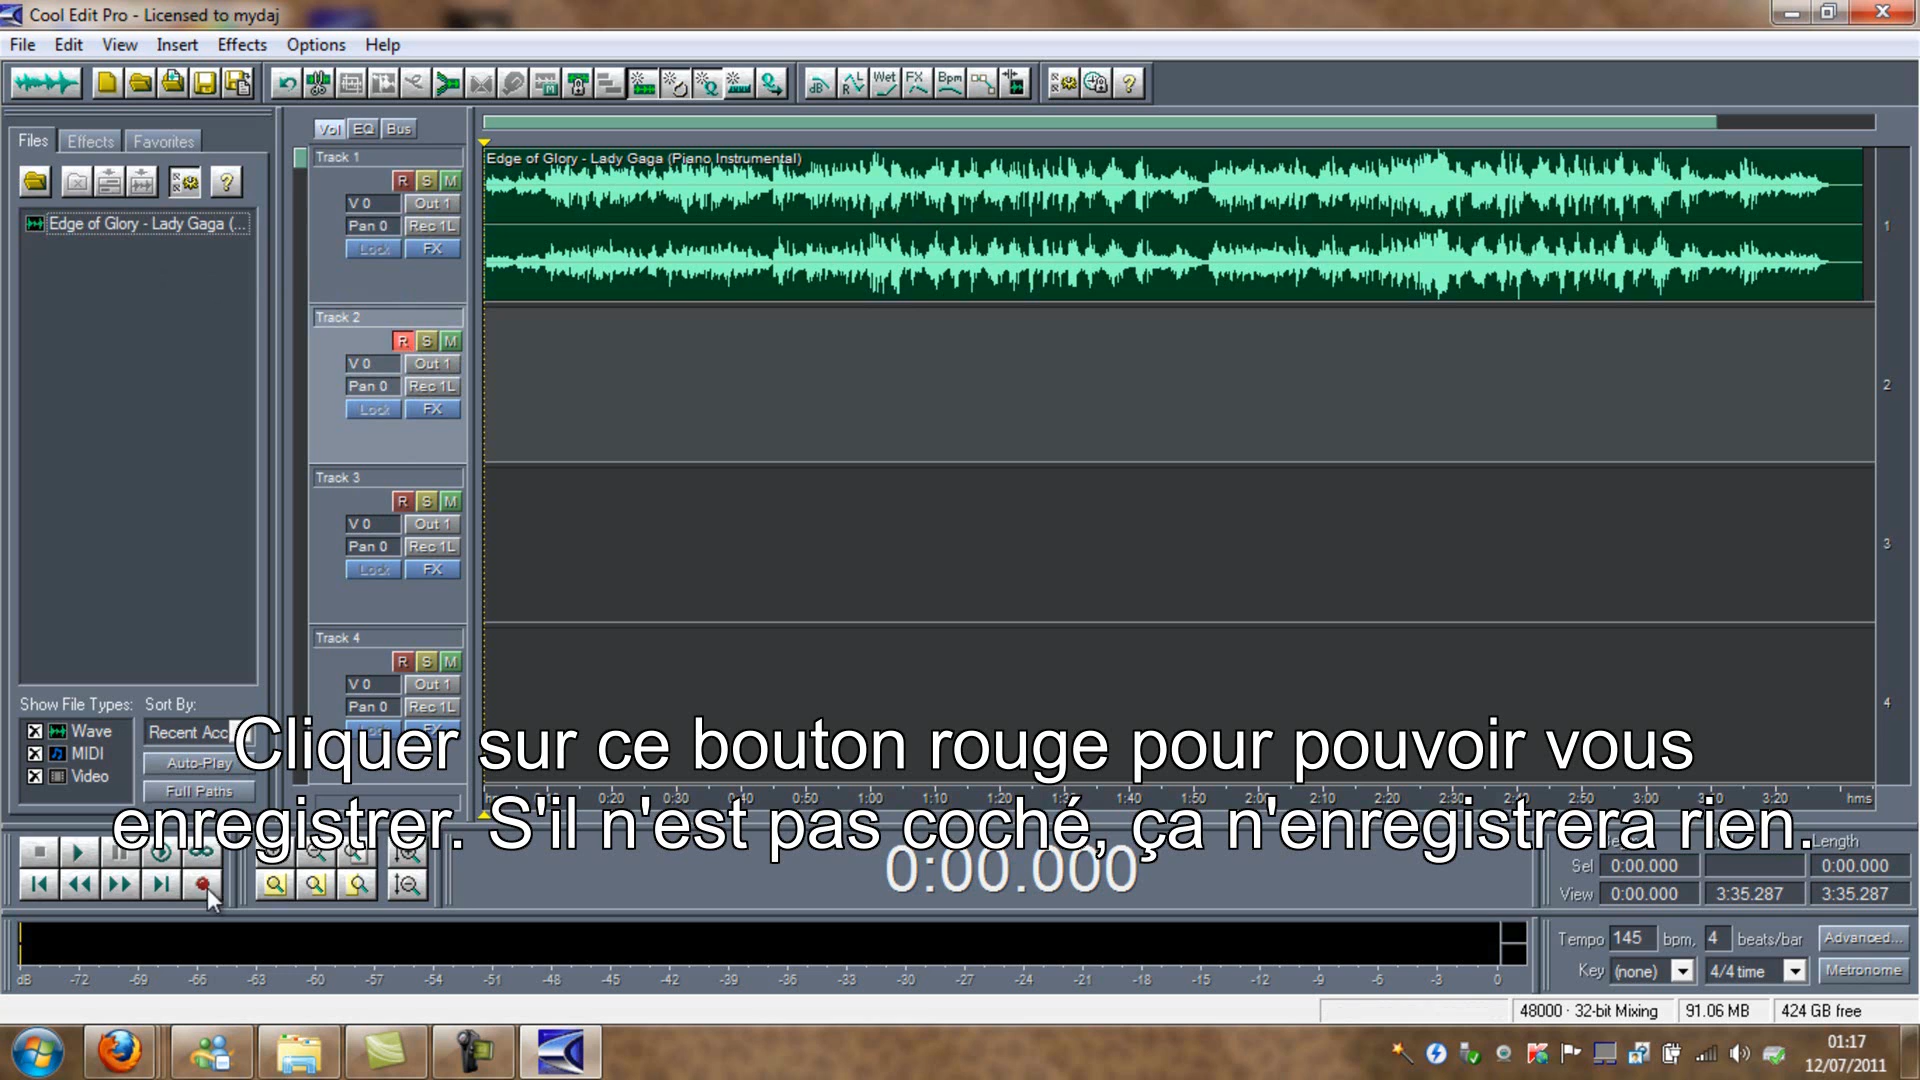 Cool Edit Pro - Licensed to mydaj
File Edit View Insert Effects Options Help
Wet FX Bpm
Files Effects Favorites
Vol EQ Bus
Edge of Glory - Lady Gaga (...
Track 1
R S M
V 0 Out 1
Pan 0 Rec 1L
Lock FX
Edge of Glory - Lady Gaga (Piano Instrumental)
1
Track 2
R S M
V 0 Out 1
Pan 0 Rec 1L
Lock FX
2
Track 3
R S M
V 0 Out 1
Pan 0 Rec 1L
Lock FX
3
Track 4
R S M
V 0 Out 1
Pan 0 Rec 1L
4
Show File Types: Sort By:
Wave Recent Acc
MIDI
Video
Auto-Play
Full Paths
Cliquer sur ce bouton rouge pour pouvoir vous
enregistrer. S'il n'est pas coché, ça n'enregistrera rien.
0:20 0:30 0:40 0:50 1:00 1:10 1:20 1:30 1:40 1:50 2:00 2:10 2:20 2:30 2:40 2:50 3:00 3:10 3:20 hms
0:00.000
Length
Sel 0:00.000 0:00.000
View 0:00.000 3:35.287 3:35.287
dB -72 -69 -66 -63 -60 -57 -54 -51 -48 -45 -42 -39 -36 -33 -30 -27 -24 -21 -18 -15 -12 -9 -6 -3 0
Tempo 145 bpm, 4 beats/bar Advanced...
Key (none) 4/4 time Metronome
48000 · 32-bit Mixing 91.06 MB 424 GB free
01:17
12/07/2011